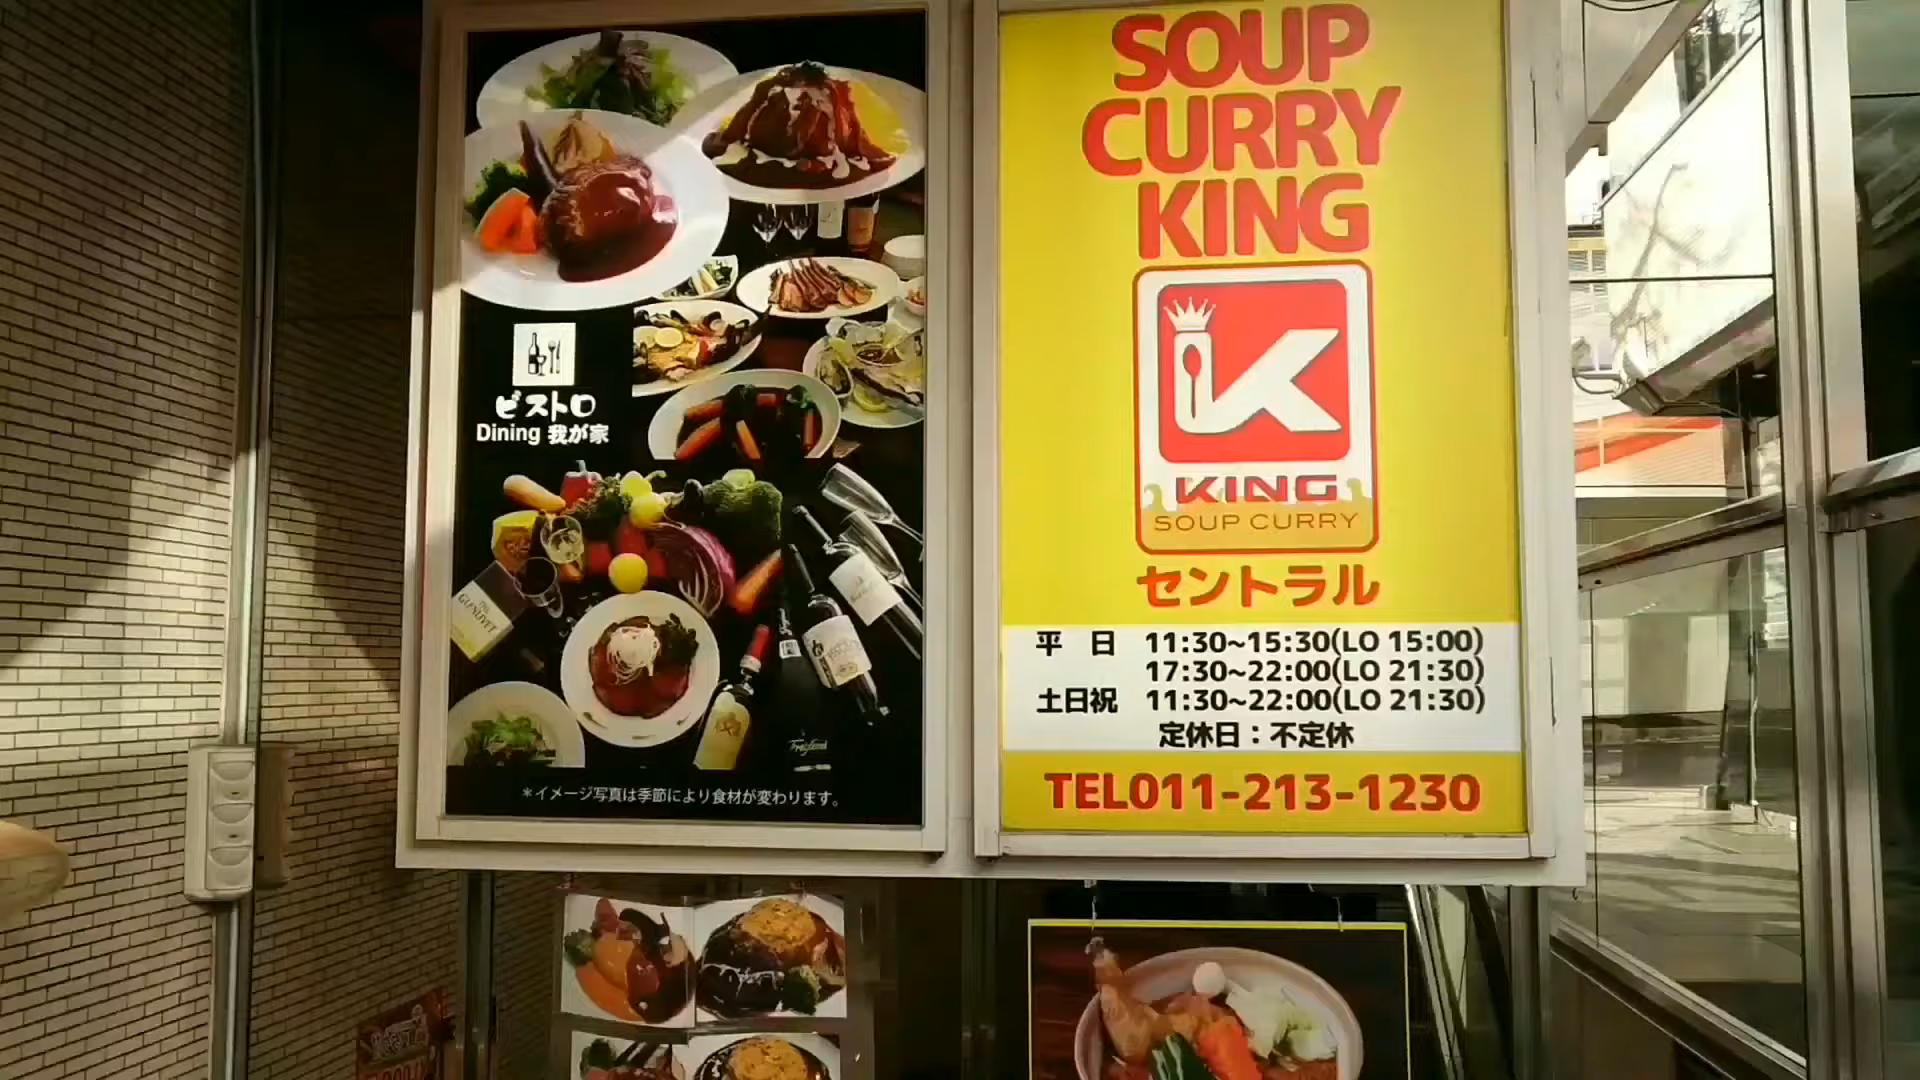 ビストロ
Dining 我が家
THE
GLENLIVET
Freixenet
＊イメージ写真は季節により食材が変わります。
SOUP
CURRY
KING
K
KING
SOUP CURRY
セントラル
平 日 11:30~15:30(LO 15:00)
17:30~22:00(LO 21:30)
土日祝 11:30~22:00(LO 21:30)
定休日：不定休
TEL011-213-1230